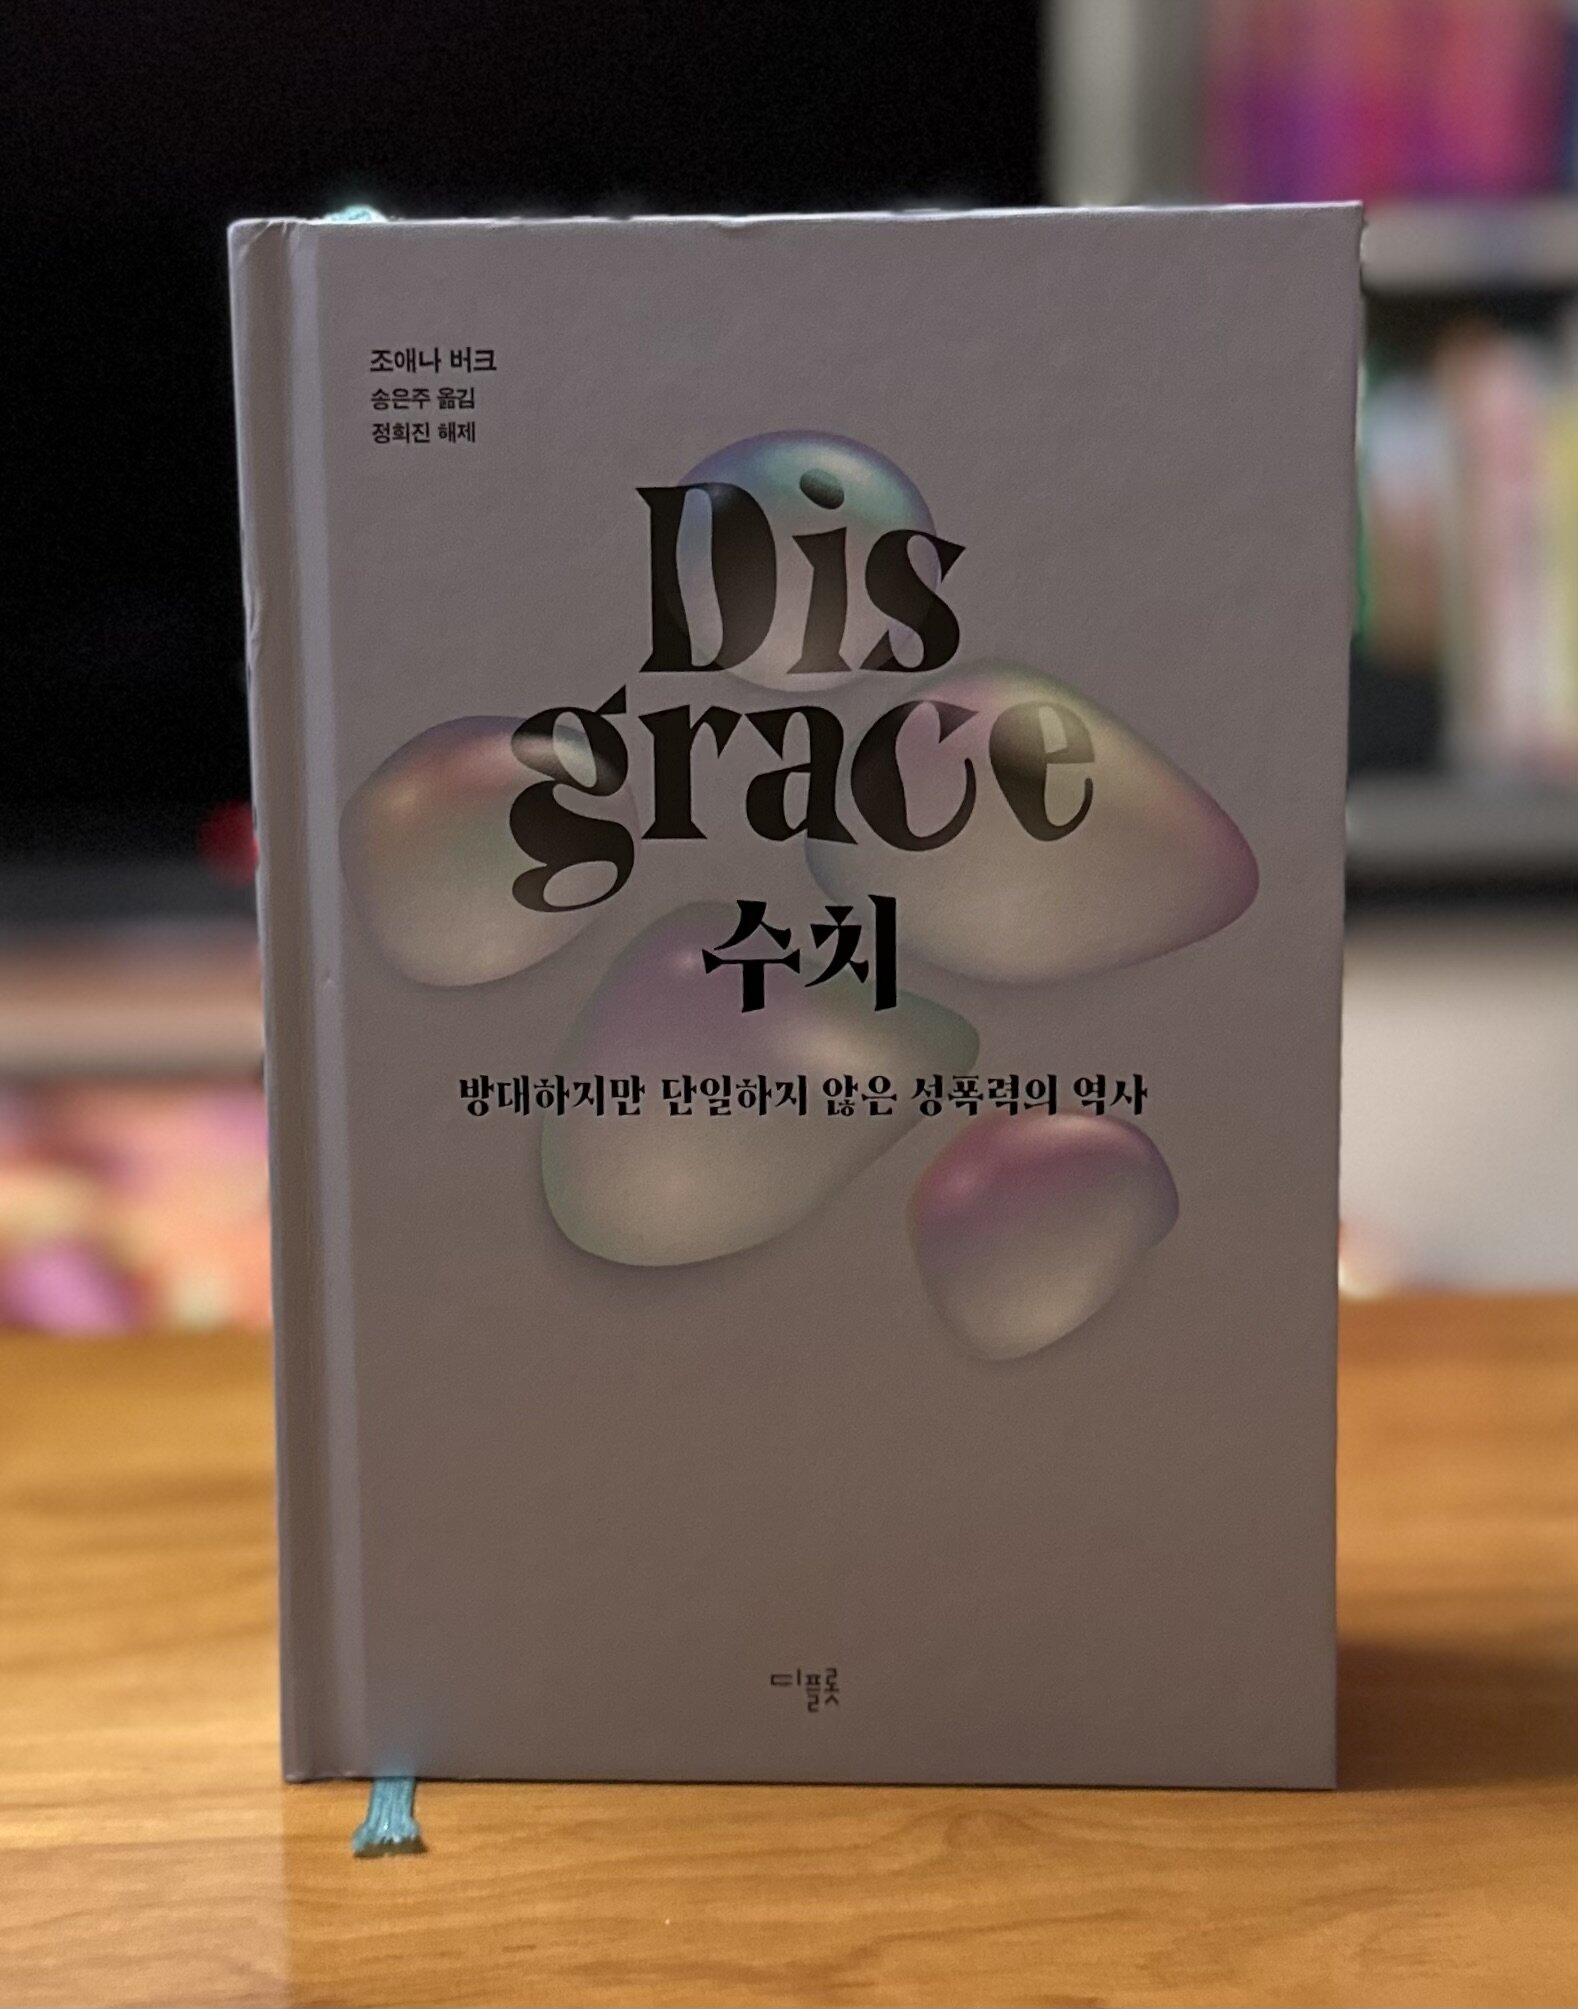 조애나 버크
송은주 옮김
정희진 해제
Dis
grace
수치
방대하지만 단일하지 않은 성폭력의 역사
디플롯